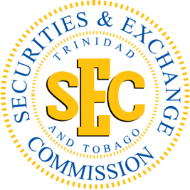 SECURITIES & EXCHANGE
TRINIDAD
SEC
AND TOBAGO
COMMISSION